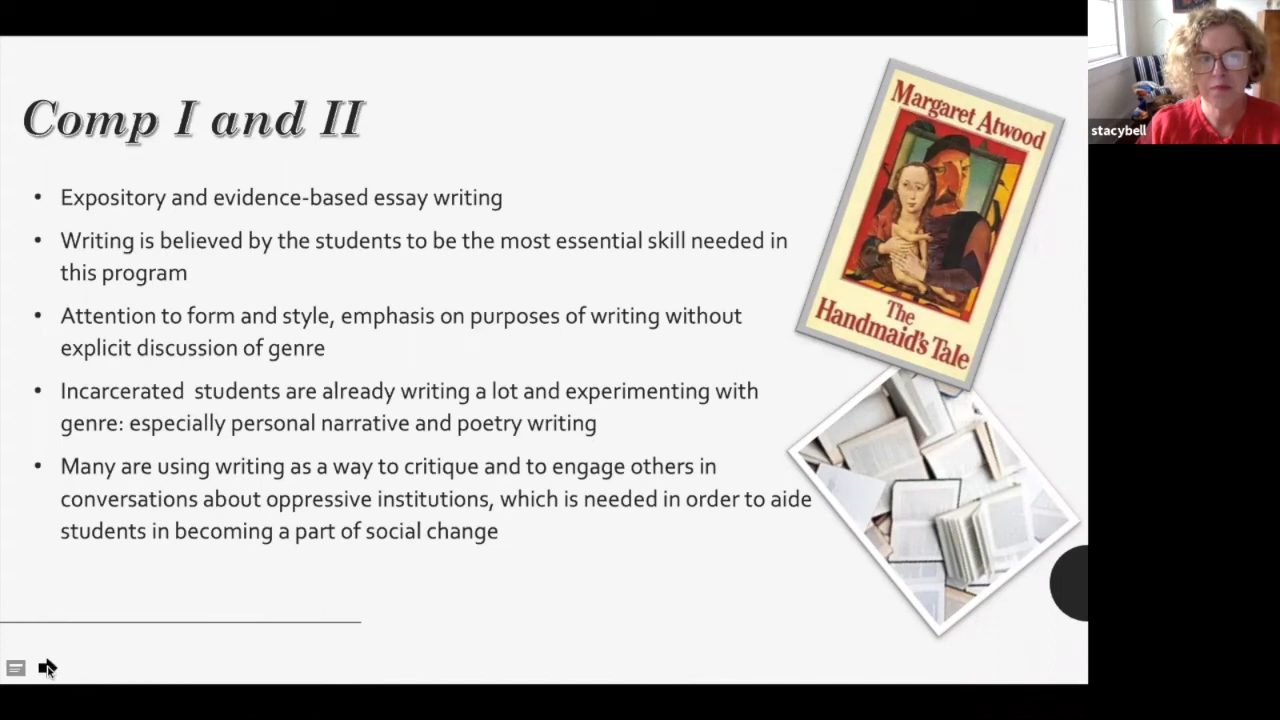 Comp I and II
• Expository and evidence-based essay writing
• Writing is believed by the students to be the most essential skill needed in
this program
• Attention to form and style, emphasis on purposes of writing without
explicit discussion of genre
• Incarcerated  students are already writing a lot and experimenting with
genre: especially personal narrative and poetry writing
• Many are using writing as a way to critique and to engage others in
conversations about oppressive institutions, which is needed in order to aide
students in becoming a part of social change
Margaret Atwood
The
Handmaid's Tale
stacybell